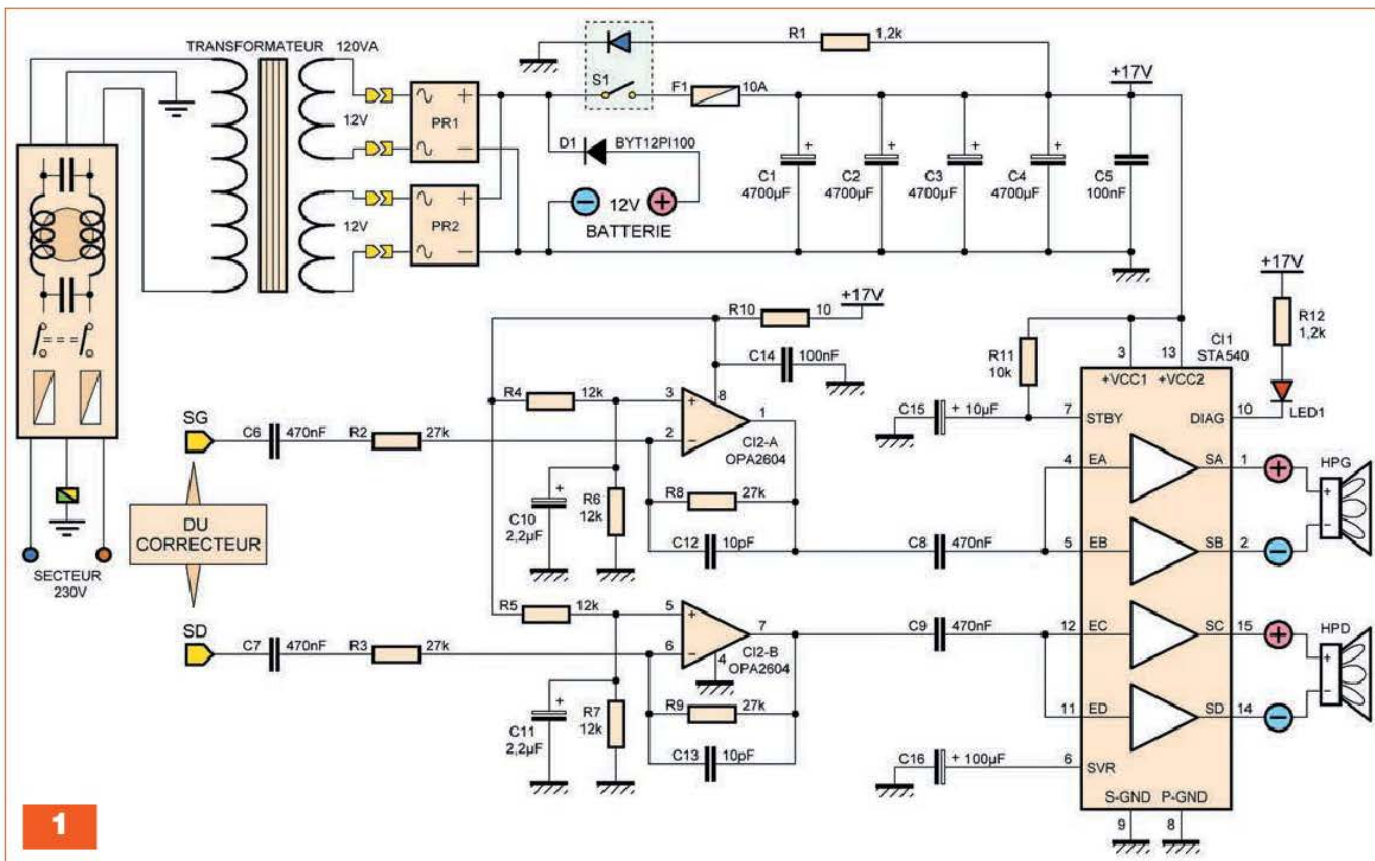 TRANSFORMATEUR 120VA
R1 1,2k
+17V
S1
F1 10A
12V
PR1
+
−
D1 BYT12PI100
C1
4700µF
+
C2
4700µF
+
C3
4700µF
+
C4
4700µF
+
C5
100nF
12V
PR2
+
−
− 12V +
BATTERIE
+17V
R10 10
C14 100nF
+17V
R12
1,2k
R11
10k
CI1
STA540
3 13
+VCC1 +VCC2
R4 12k
3 +
8
1
2 −
CI2-A
OPA2604
C15 + 10µF
7 STBY
DIAG 10
LED1
SG
C6 470nF R2 27k
4 EA
SA 1 +
HPG
+
-
R8 27k
R6
12k
+
C10
2,2µF
C12 10pF
C8 470nF
5 EB
SB 2 −
DU
CORRECTEUR
SECTEUR
230V
R5 12k
5 +
7
6 −
4
CI2-B
OPA2604
SD
C7 470nF R3 27k
C9 470nF
12 EC
SC 15 +
HPD
+
-
R9 27k
R7
12k
+
C11
2,2µF
C13 10pF
11 ED
SD 14 −
C16 + 100µF
6 SVR
S-GND P-GND
9 8
1